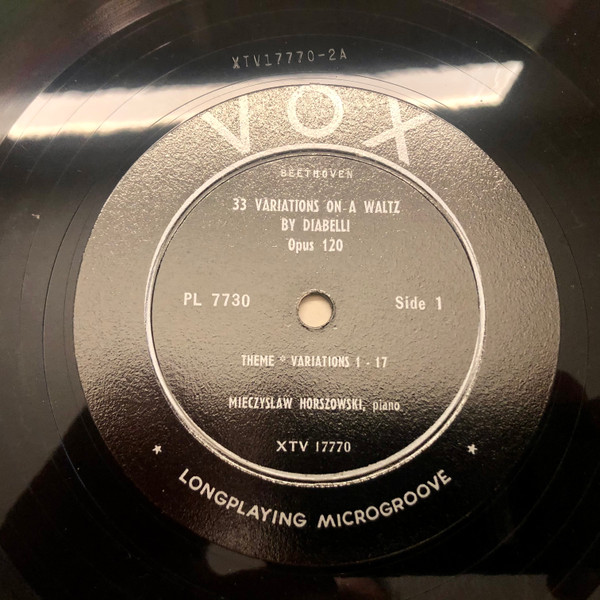 XTV17770-2A
VOX
BEETHOVEN
33 VARIATIONS ON A WALTZ
BY DIABELLI
Opus 120
PL 7730 Side 1
THEME * VARIATIONS 1 - 17
MIECZYSLAW HORSZOWSKI, piano
XTV 17770
* LONGPLAYING MICROGROOVE *